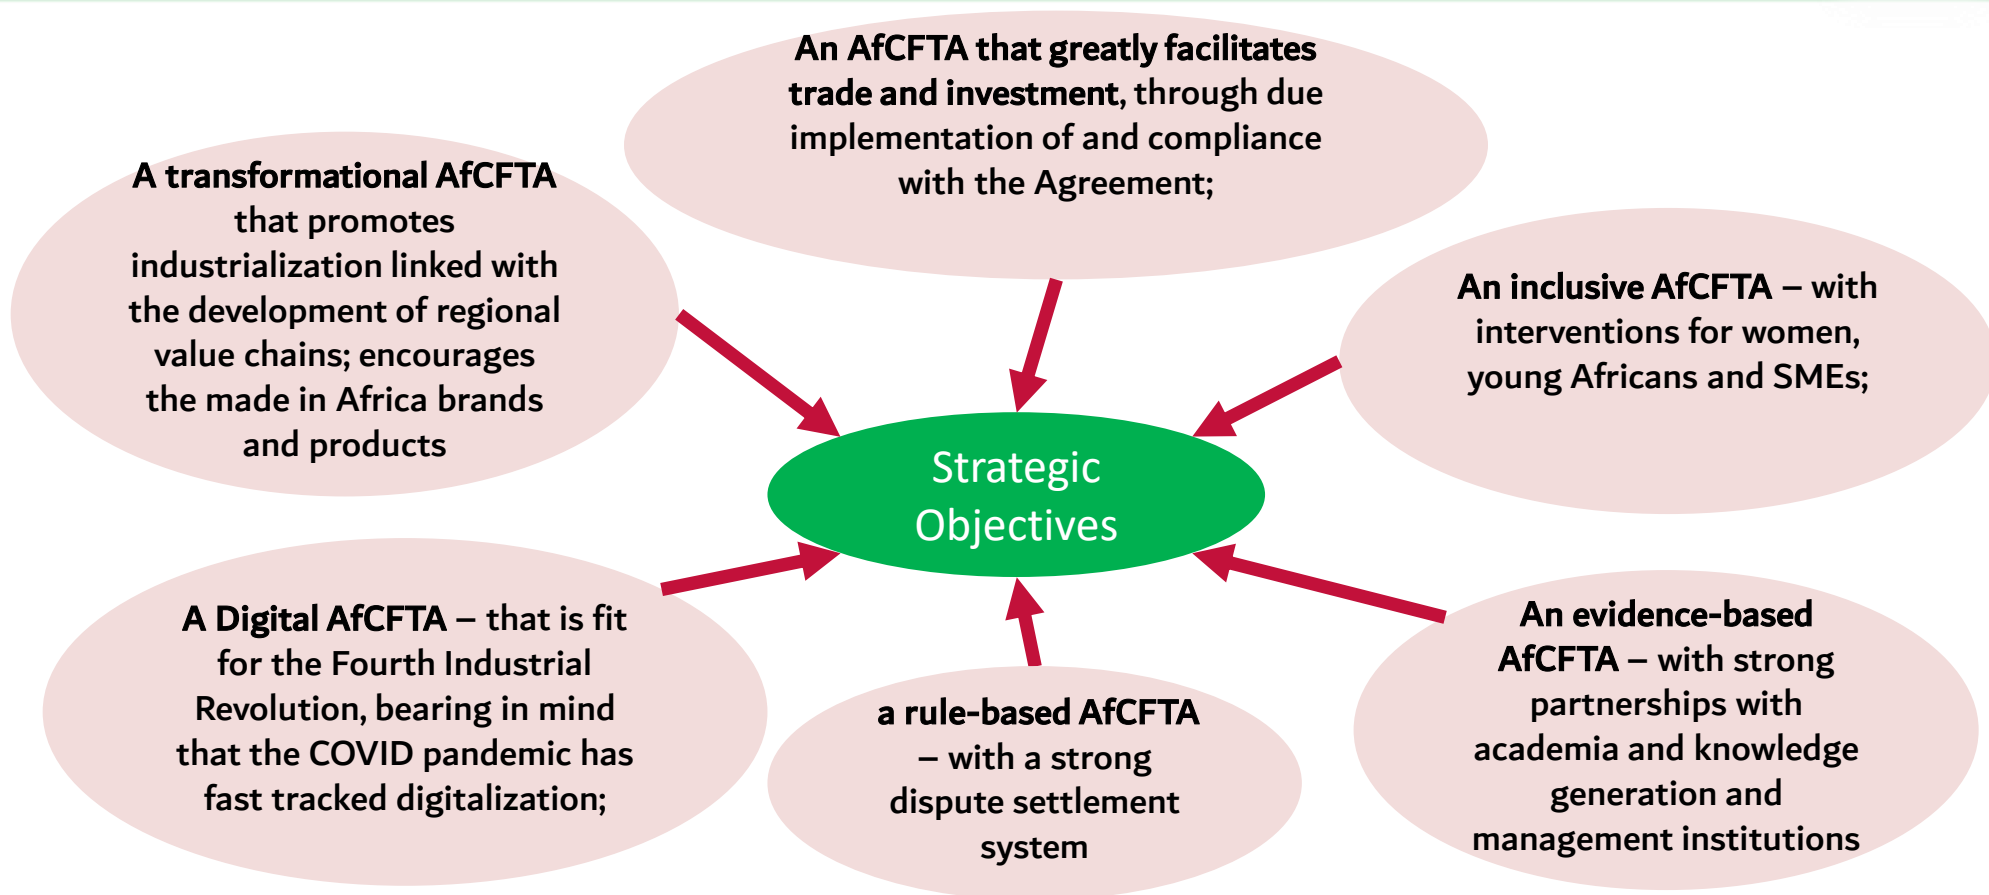 An AfCFTA that greatly facilitates
trade and investment, through due
implementation of and compliance
with the Agreement;
A transformational AfCFTA
that promotes
industrialization linked with
the development of regional
value chains; encourages
the made in Africa brands
and products
An inclusive AfCFTA – with
interventions for women,
young Africans and SMEs;
Strategic
Objectives
A Digital AfCFTA – that is fit
for the Fourth Industrial
Revolution, bearing in mind
that the COVID pandemic has
fast tracked digitalization;
a rule-based AfCFTA
– with a strong
dispute settlement
system
An evidence-based
AfCFTA – with strong
partnerships with
academia and knowledge
generation and
management institutions